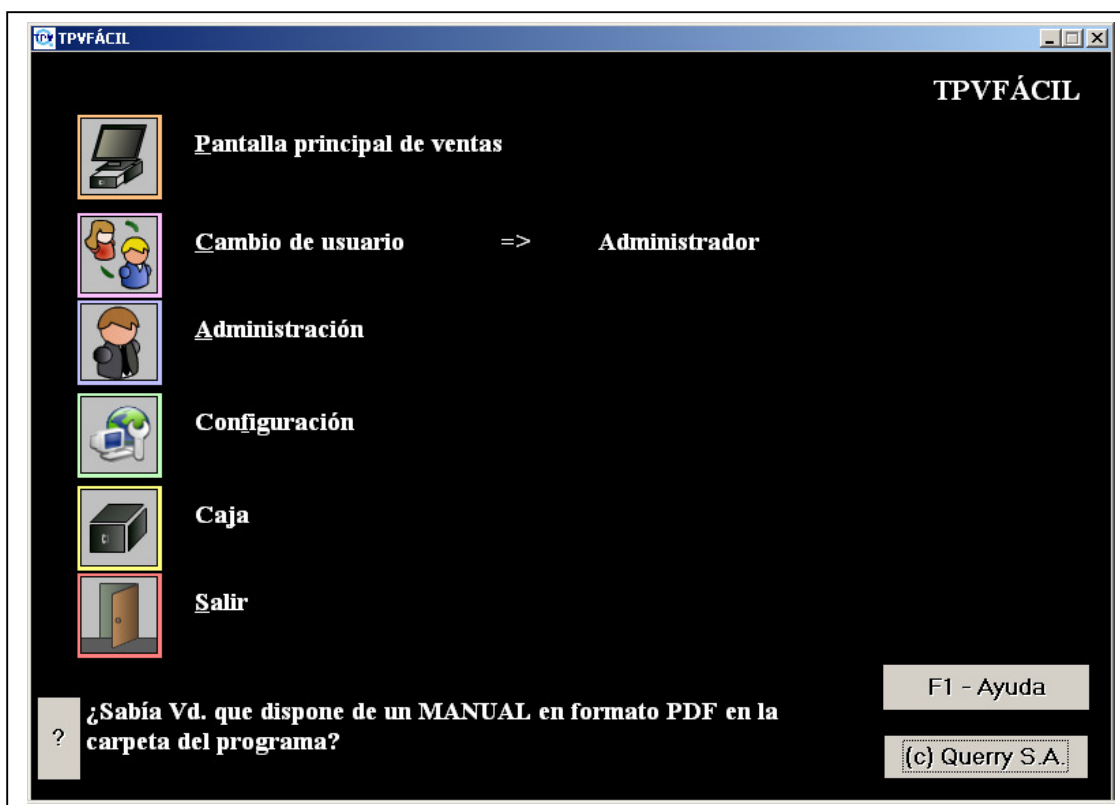 TPVFÁCIL
TPVFÁCIL
Pantalla principal de ventas
Cambio de usuario => Administrador
Administración
Configuración
Caja
Salir
F1 - Ayuda
¿Sabía Vd. que dispone de un MANUAL en formato PDF en la
? carpeta del programa?
(c) Querry S.A.